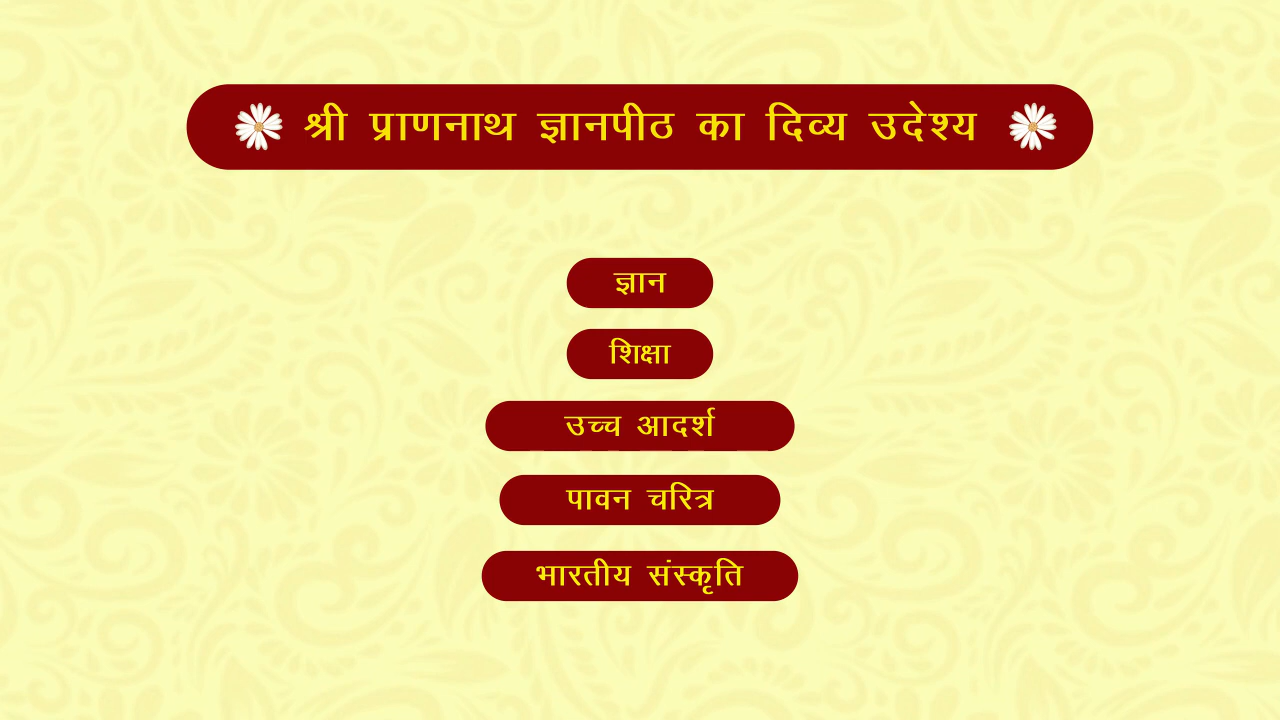 श्री प्राणनाथ ज्ञानपीठ का दिव्य उदेश्य
ज्ञान
शिक्षा
उच्च आदर्श
पावन चरित्र
भारतीय संस्कृति